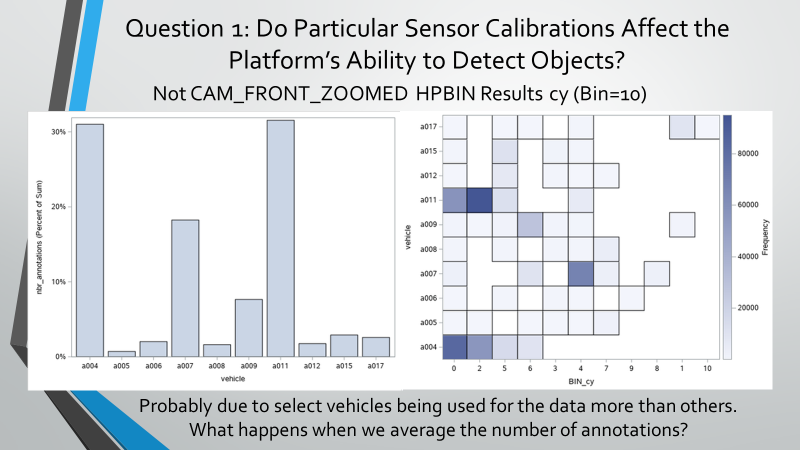 Question 1: Do Particular Sensor Calibrations Affect the
Platform's Ability to Detect Objects?
Not CAM_FRONT_ZOOMED HPBIN Results cy (Bin=10)
nbr_annotations (Percent of Sum)
30%
20%
10%
0%
a004 a005 a006 a007 a008 a009 a011 a012 a015 a017
vehicle
vehicle
a017
a015
a012
a011
a009
a008
a007
a006
a005
a004
0 2 5 6 3 4 7 9 8 1 10
BIN_cy
80000
60000
40000
20000
Frequency
Probably due to select vehicles being used for the data more than others.
What happens when we average the number of annotations?